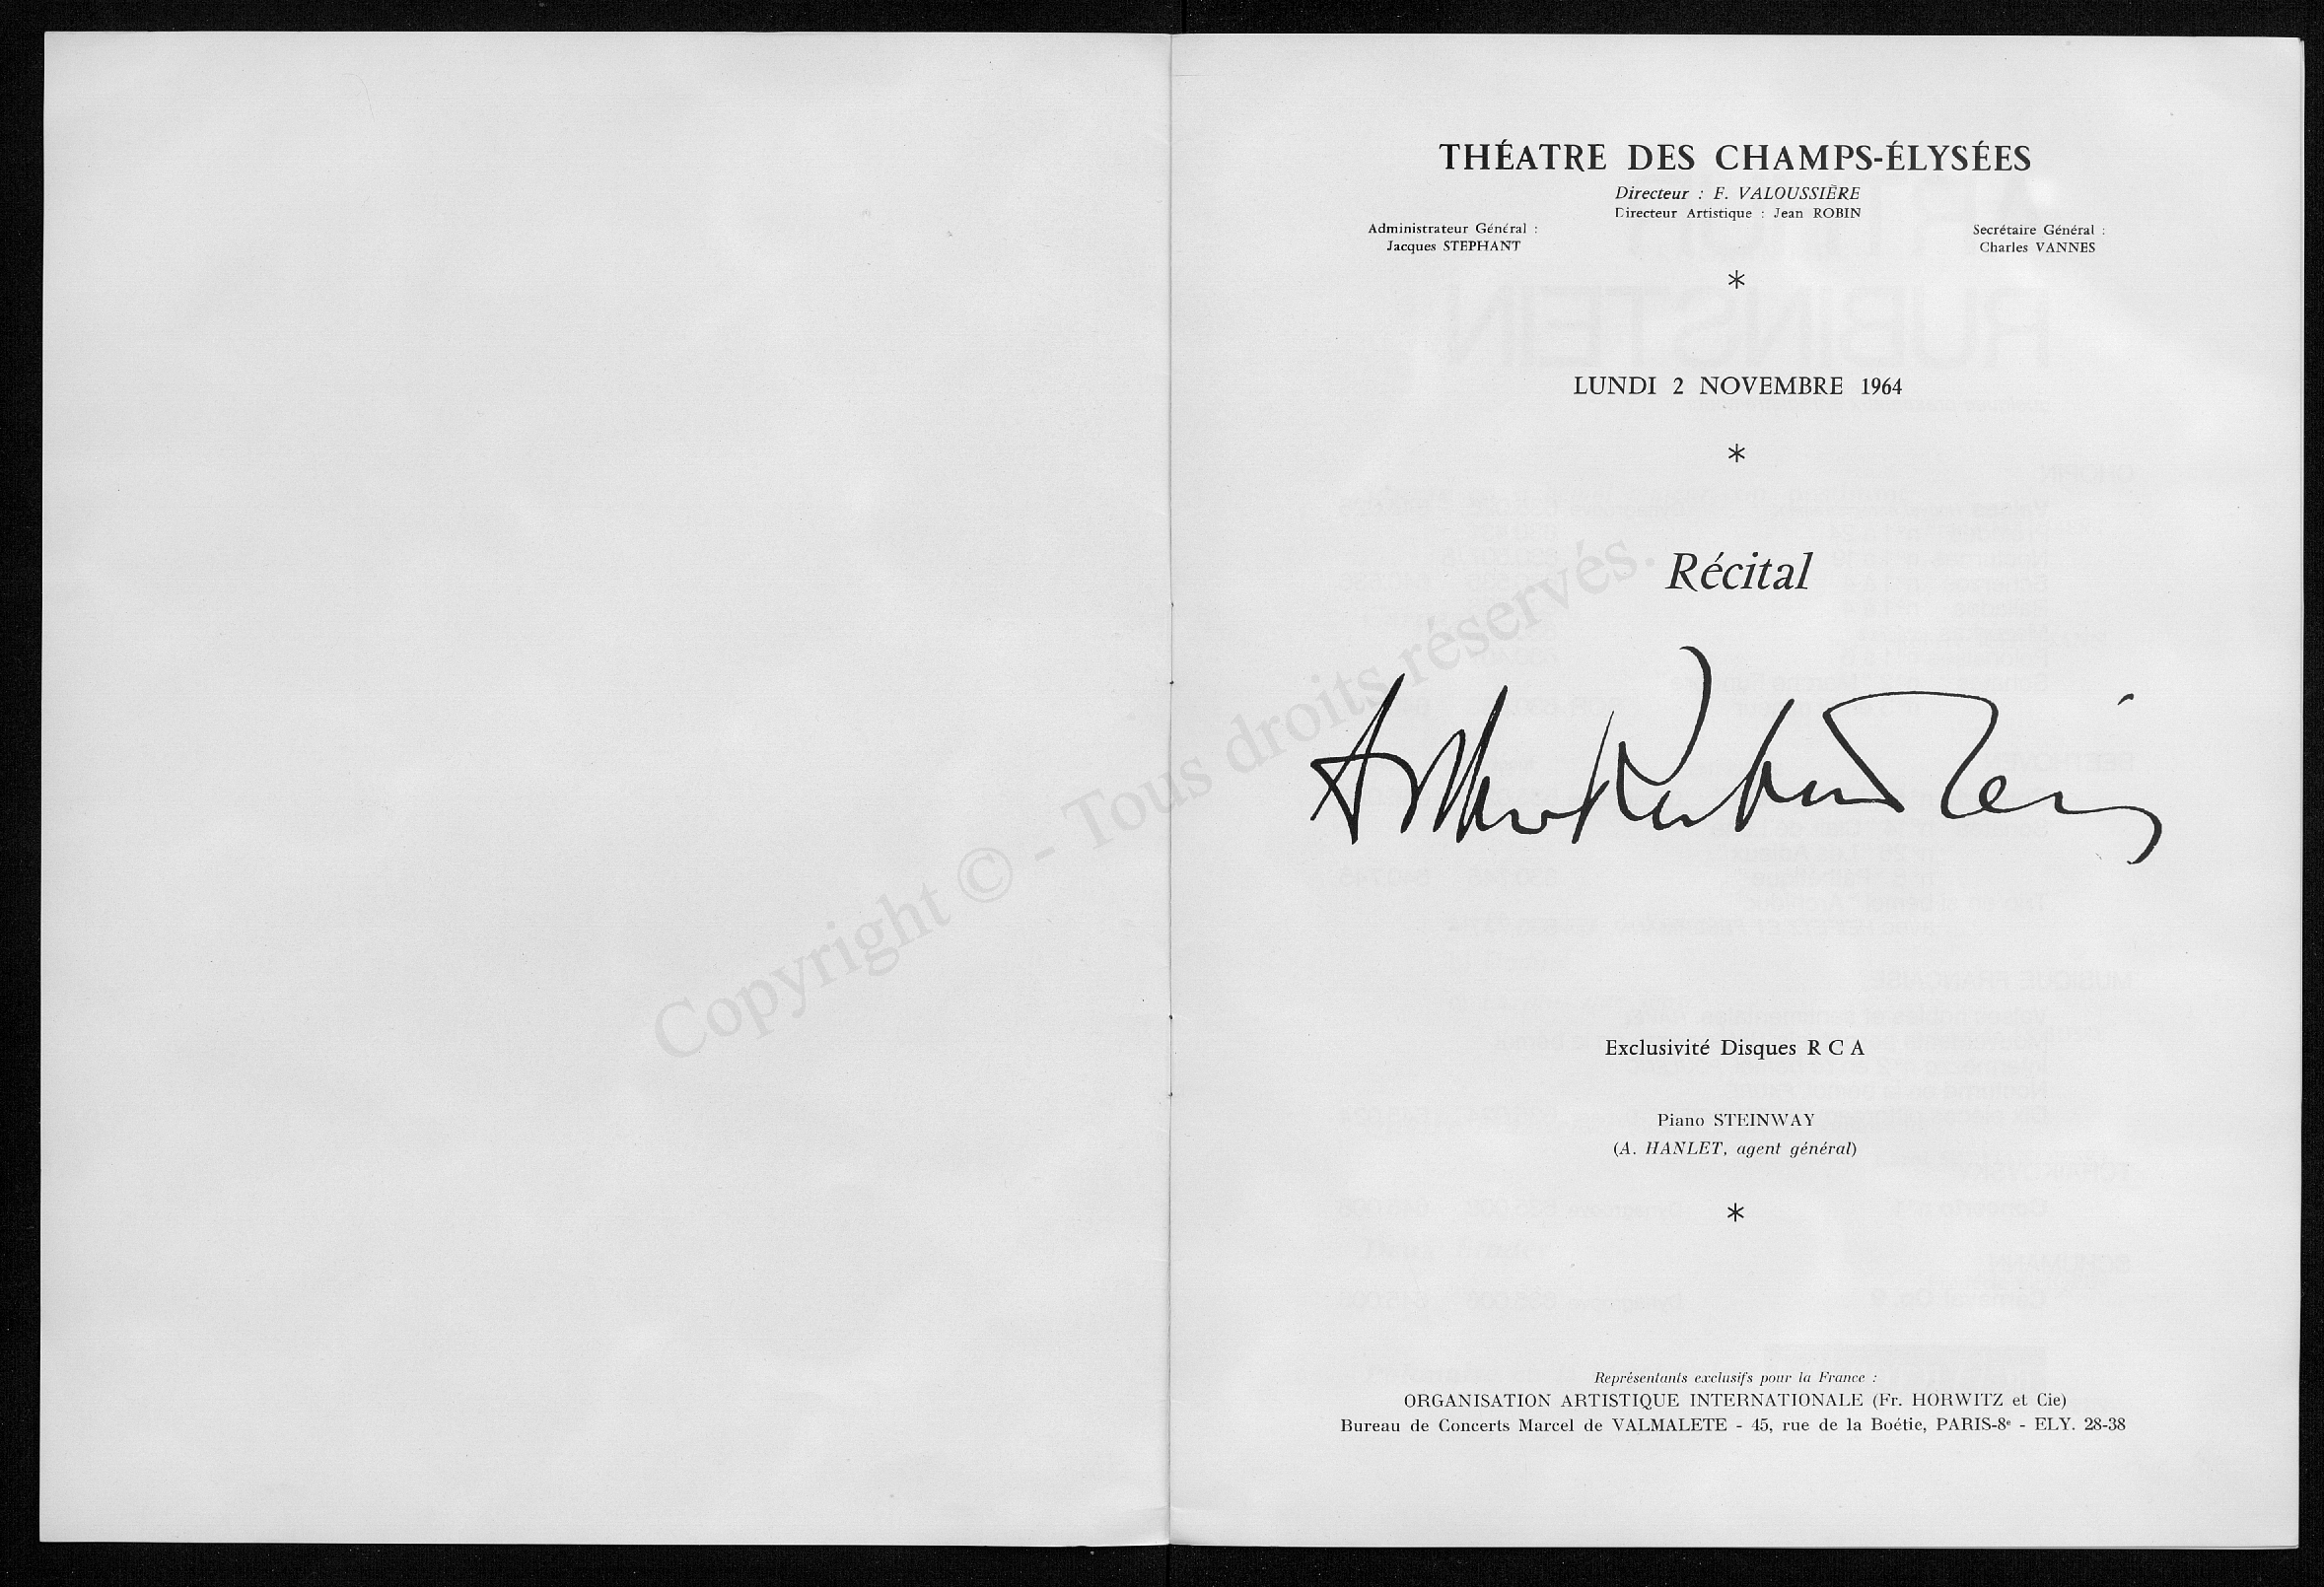 THÉATRE DES CHAMPS-ÉLYSÉES
Directeur : F. VALOUSSIÈRE
Directeur Artistique : Jean ROBIN
Administrateur Général :
Jacques STEPHANT
Secrétaire Général :
Charles VANNES
*
RUBINSTEIN
LUNDI 2 NOVEMBRE 1964
*
Récital
Arthur Rubinstein
Copyright © - Tous droits réservés.
Exclusivité Disques R C A
Piano STEINWAY
(A. HANLET, agent général)
*
Représentants exclusifs pour la France :
ORGANISATION ARTISTIQUE INTERNATIONALE (Fr. HORWITZ et Cie)
Bureau de Concerts Marcel de VALMALETE - 45, rue de la Boétie, PARIS-8e - ELY. 28-38